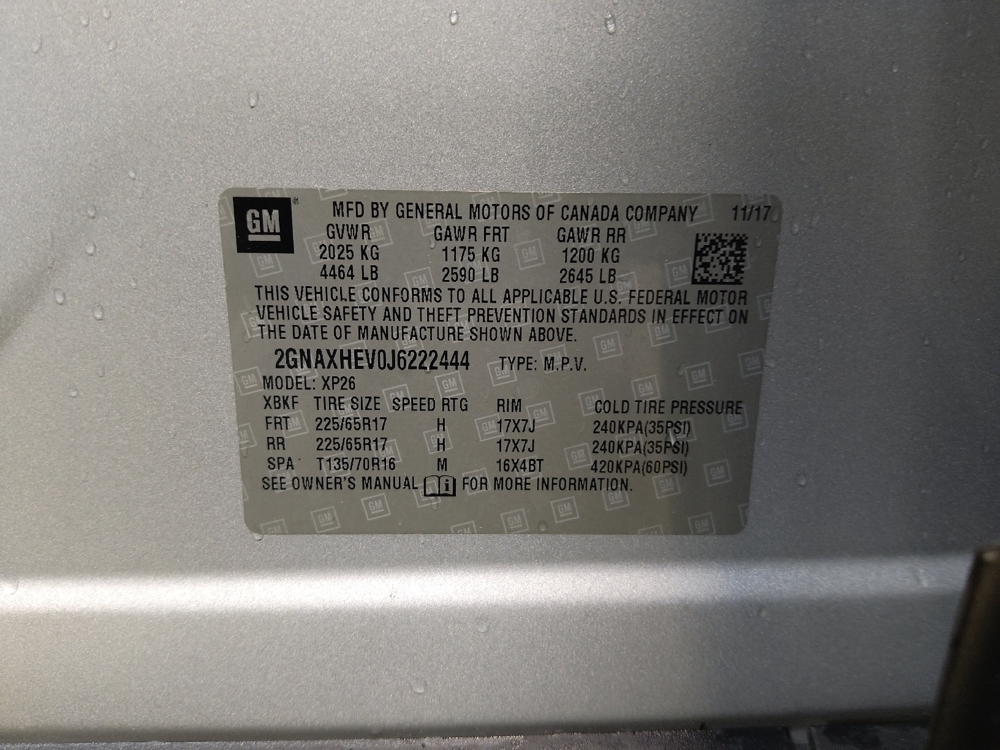 GM
MFD BY GENERAL MOTORS OF CANADA COMPANY 11/17
GVWR GAWR FRT GAWR RR
2025 KG 1175 KG 1200 KG
4464 LB 2590 LB 2645 LB
THIS VEHICLE CONFORMS TO ALL APPLICABLE U.S. FEDERAL MOTOR
VEHICLE SAFETY AND THEFT PREVENTION STANDARDS IN EFFECT ON
THE DATE OF MANUFACTURE SHOWN ABOVE.
2GNAXHEV0J6222444 TYPE: M.P.V.
MODEL: XP26
XBKF TIRE SIZE SPEED RTG RIM COLD TIRE PRESSURE
FRT 225/65R17 H 17X7J 240KPA(35PSI)
RR 225/65R17 H 17X7J 240KPA(35PSI)
SPA T135/70R16 M 16X4BT 420KPA(60PSI)
SEE OWNER'S MANUAL i FOR MORE INFORMATION.